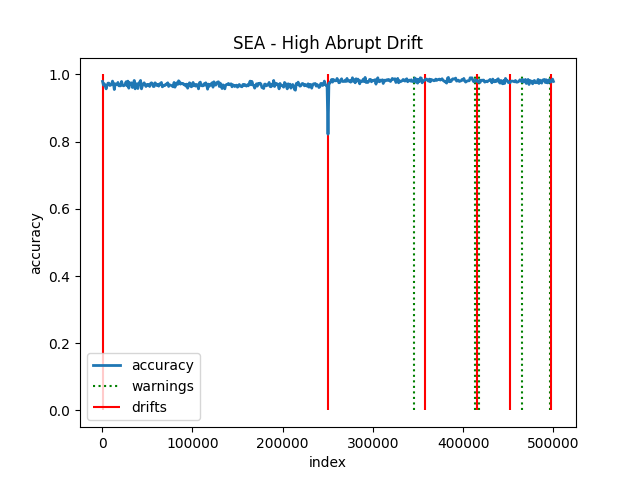 SEA - High Abrupt Drift
1.0
0.8
0.6
0.4
0.2
0.0
accuracy
accuracy
warnings
drifts
0 100000 200000 300000 400000 500000
index